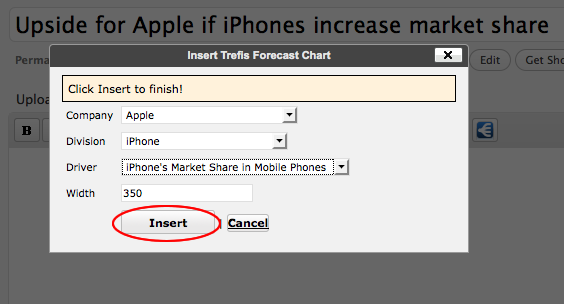 Upside for Apple if iPhones increase market share
Perma
Edit
Get Sho
Insert Trefis Forecast Chart
X
Click Insert to finish!
Uploa
Company Apple
B
Division iPhone
Driver iPhone's Market Share in Mobile Phones
Width 350
Insert Cancel